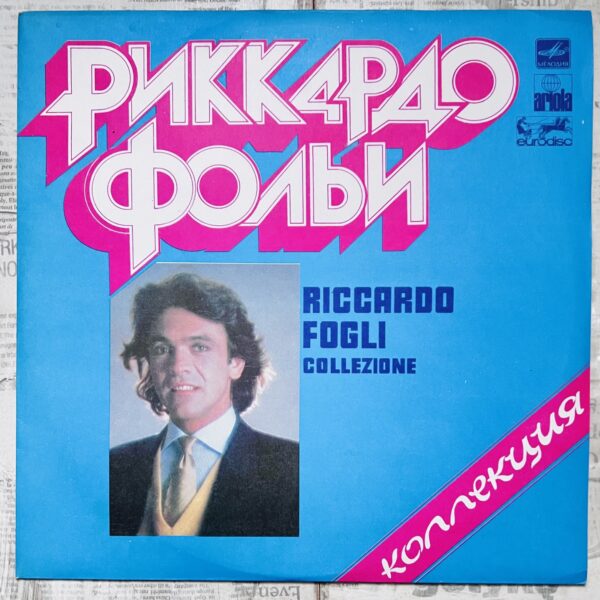 РИККАРДО
ФОЛЬИ
МЕЛОДИЯ
ariola
eurodisc
RICCARDO
FOGLI
COLLEZIONE
коллекция